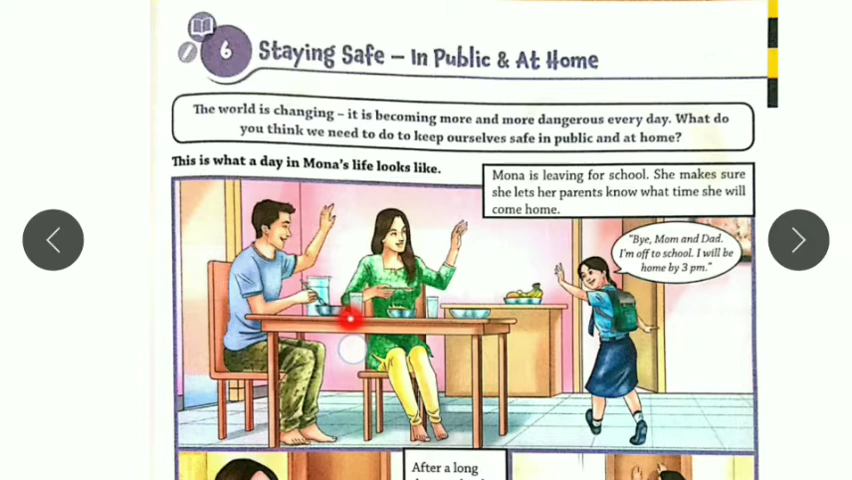 6
Staying Safe – In Public & At Home
The world is changing – it is becoming more and more dangerous every day. What do
you think we need to do to keep ourselves safe in public and at home?
This is what a day in Mona's life looks like.
Mona is leaving for school. She makes sure
she lets her parents know what time she will
come home.
"Bye, Mom and Dad.
I'm off to school. I will be
home by 3 pm."
After a long